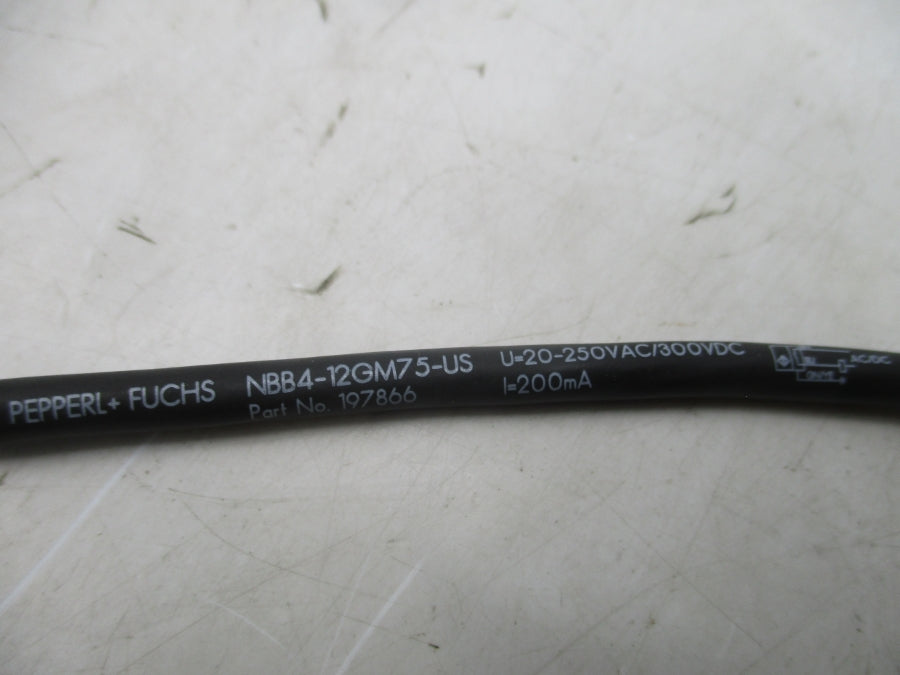 PEPPERL+ FUCHS
NBB4-12GM75-US
Part No. 197866
U=20-250VAC/300VDC
I=200mA
AC/DC